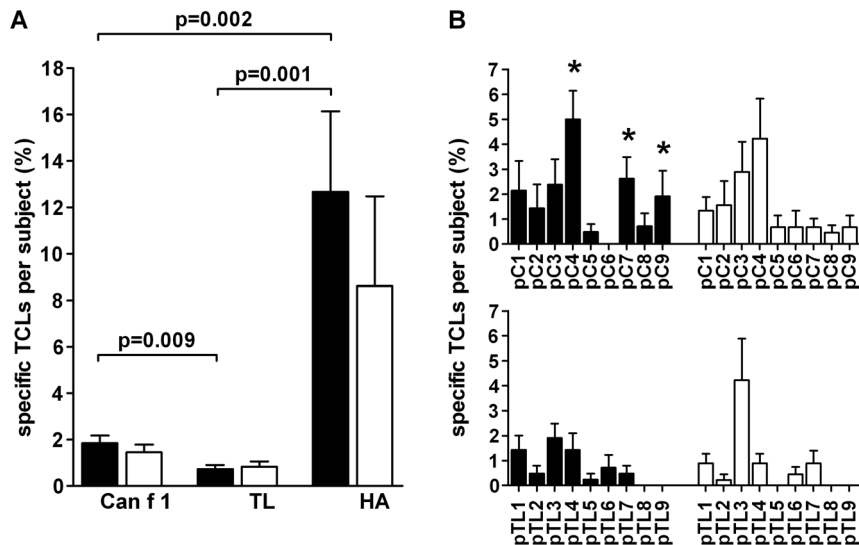 A
p=0.002
p=0.001
p=0.009
specific TCLs per subject (%)
18
16
14
12
10
8
6
4
2
0
Can f 1 TL HA
B
specific TCLs per subject (%)
7
6
5
4
3
2
1
0
* * *
pC1 pC2 pC3 pC4 pC5 pC6 pC7 pC8 pC9 pC1 pC2 pC3 pC4 pC5 pC6 pC7 pC8 pC9
7
6
5
4
3
2
1
0
pTL1 pTL2 pTL3 pTL4 pTL5 pTL6 pTL7 pTL8 pTL9 pTL1 pTL2 pTL3 pTL4 pTL5 pTL6 pTL7 pTL8 pTL9